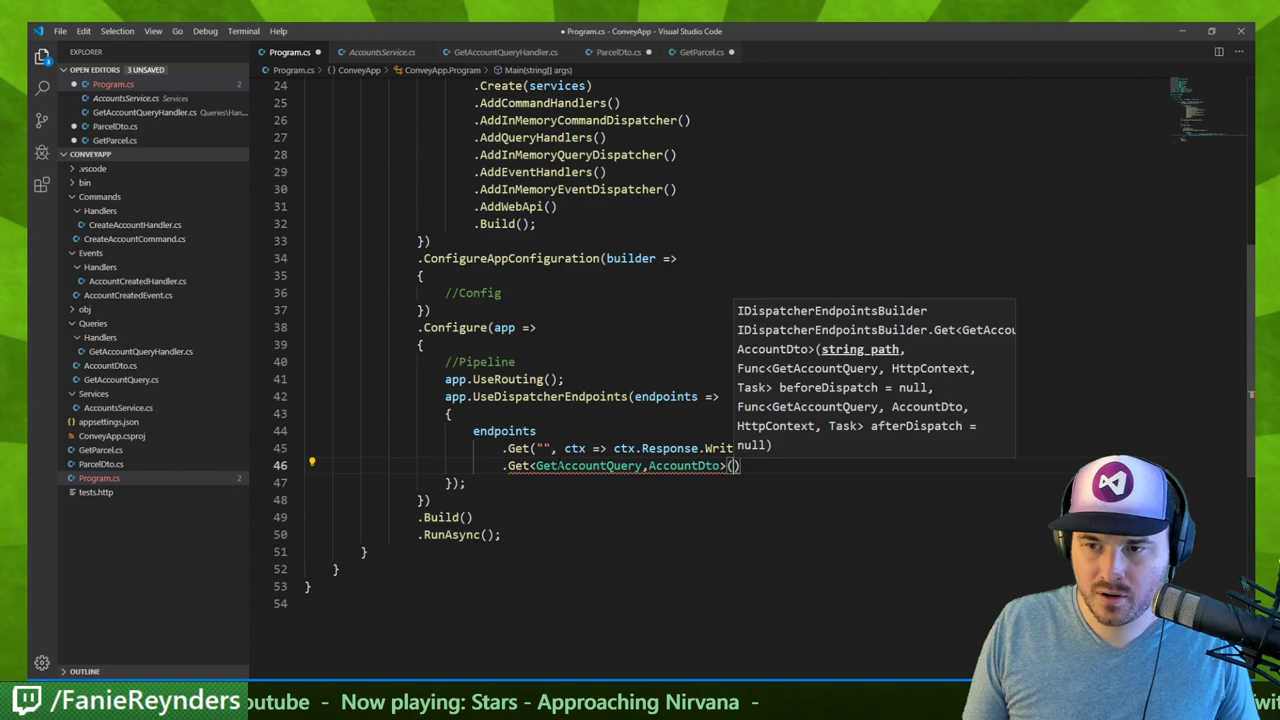 File Edit Selection View Go Debug Terminal Help
● Program.cs - ConveyApp - Visual Studio Code
EXPLORER
Program.cs ●
AccountsService.cs
GetAccountQueryHandler.cs
ParcelDto.cs ●
GetParcel.cs ●
OPEN EDITORS 3 UNSAVED
Program.cs 2
AccountsService.cs Services
GetAccountQueryHandler.cs Queries\Han...
ParcelDto.cs
GetParcel.cs
CONVEYAPP
.vscode
bin
Commands
Handlers
CreateAccountHandler.cs
CreateAccountCommand.cs
Events
Handlers
AccountCreatedHandler.cs
AccountCreatedEvent.cs
obj
Queries
Handlers
GetAccountQueryHandler.cs
AccountDto.cs
GetAccountQuery.cs
Services
AccountsService.cs
appsettings.json
ConveyApp.csproj
GetParcel.cs
ParcelDto.cs
Program.cs 2
tests.http
OUTLINE
Program.cs > {} ConveyApp > ConveyApp.Program > Main(string[] args)
24 .Create(services)
25 .AddCommandHandlers()
26 .AddInMemoryCommandDispatcher()
27 .AddQueryHandlers()
28 .AddInMemoryQueryDispatcher()
29 .AddEventHandlers()
30 .AddInMemoryEventDispatcher()
31 .AddWebApi()
32 .Build();
33 })
34 .ConfigureAppConfiguration(builder =>
35 {
36 //Config
37 })
38 .Configure(app =>
39 {
40 //Pipeline
41 app.UseRouting();
42 app.UseDispatcherEndpoints(endpoints =>
43 {
44 endpoints
45 .Get("", ctx => ctx.Response.Writ
46 .Get<GetAccountQuery,AccountDto>()
47 });
48 })
49 .Build()
50 .RunAsync();
51 }
52 }
53 }
54
IDispatcherEndpointsBuilder
IDispatcherEndpointsBuilder.Get<GetAccou
AccountDto>(string path,
Func<GetAccountQuery, HttpContext,
Task> beforeDispatch = null,
Func<GetAccountQuery, AccountDto,
HttpContext, Task> afterDispatch =
null)
/FanieReynders
outube - Now playing: Stars - Approaching Nirvana -